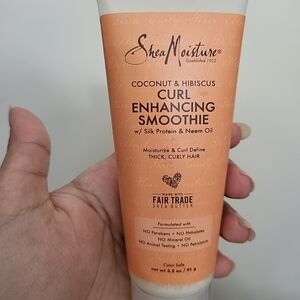 SheaMoisture®
Established 1912
COCONUT & HIBISCUS
CURL
ENHANCING
SMOOTHIE
w/ Silk Protein & Neem Oil
Moisturize & Curl Define
THICK, CURLY HAIR
made with
FAIR TRADE
SHEA BUTTER
Formulated with
NO Parabens • NO Phthalates
NO Mineral Oil
NO Animal Testing • NO Petrolatum
Color Safe